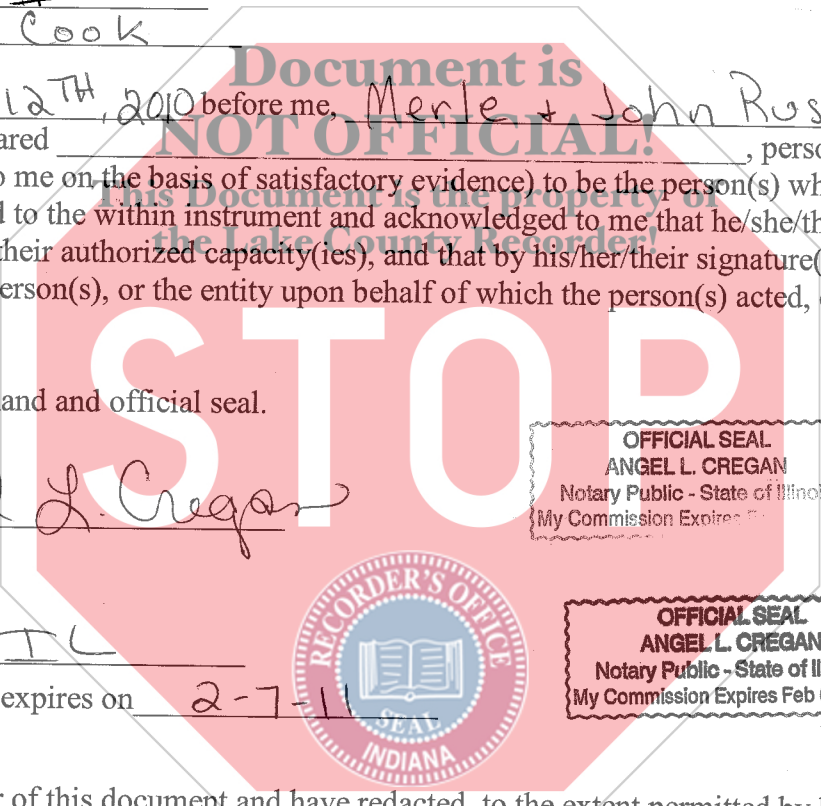 Cook
Document is
12TH, 2010 before me, Merle + John Rus
NOT OFFICIAL!
ared , perso
o me on the basis of satisfactory evidence) to be the person(s) wh
This Document is the property of
d to the within instrument and acknowledged to me that he/she/th
the Lake County Recorder!
their authorized capacity(ies), and that by his/her/their signature(
erson(s), or the entity upon behalf of which the person(s) acted,
STOP
and and official seal.
OFFICIAL SEAL
ANGEL L. CREGAN
Notary Public - State of Illinoi
My Commission Expires
L. Cregan
RECORDER'S OFFICE
SEAL
INDIANA
OFFICIAL SEAL
ANGEL L. CREGAN
Notary Public - State of Ill
My Commission Expires Feb
IL
expires on 2-7-11
r of this document and have redacted, to the extent permitted by